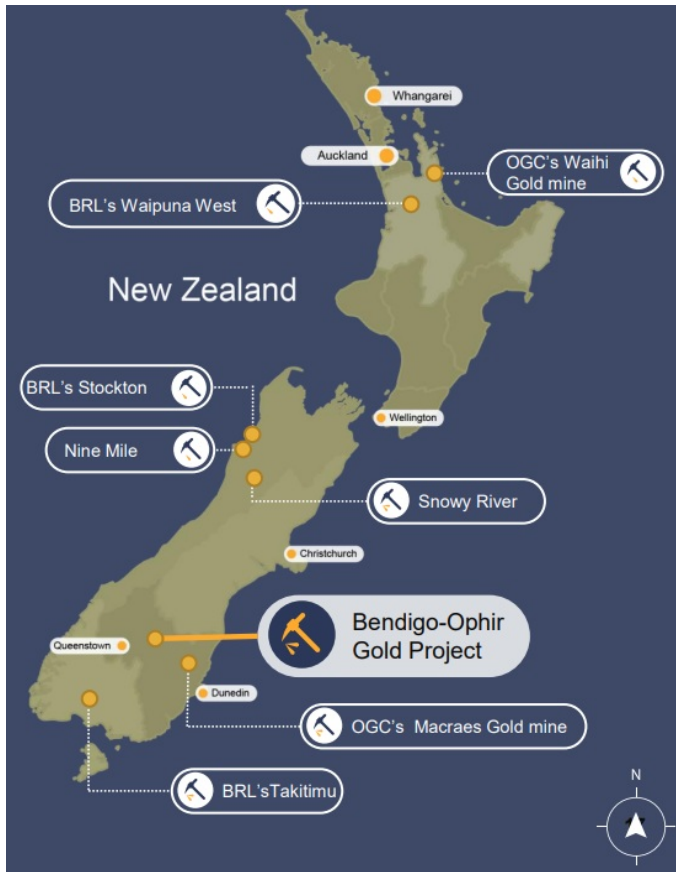 Whangarei
Auckland
OGC's Waihi
Gold mine
BRL's Waipuna West
New Zealand
BRL's Stockton
Wellington
Nine Mile
Snowy River
Christchurch
Bendigo-Ophir
Gold Project
Queenstown
Dunedin
OGC's Macraes Gold mine
BRL'sTakitimu
N